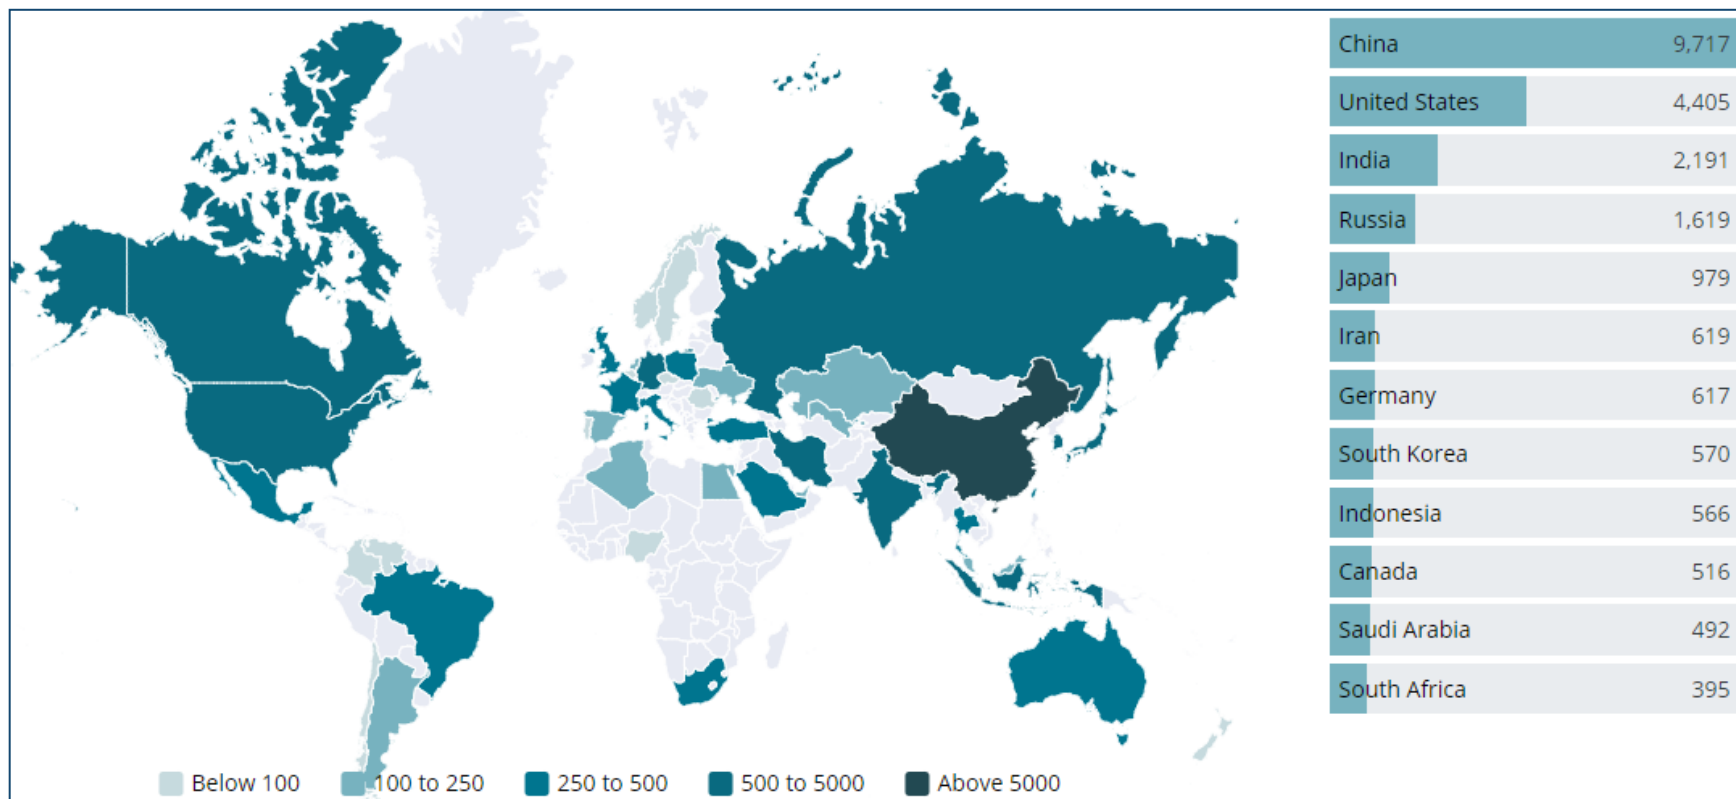 China 9,717
United States 4,405
India 2,191
Russia 1,619
Japan 979
Iran 619
Germany 617
South Korea 570
Indonesia 566
Canada 516
Saudi Arabia 492
South Africa 395
Below 100 100 to 250 250 to 500 500 to 5000 Above 5000